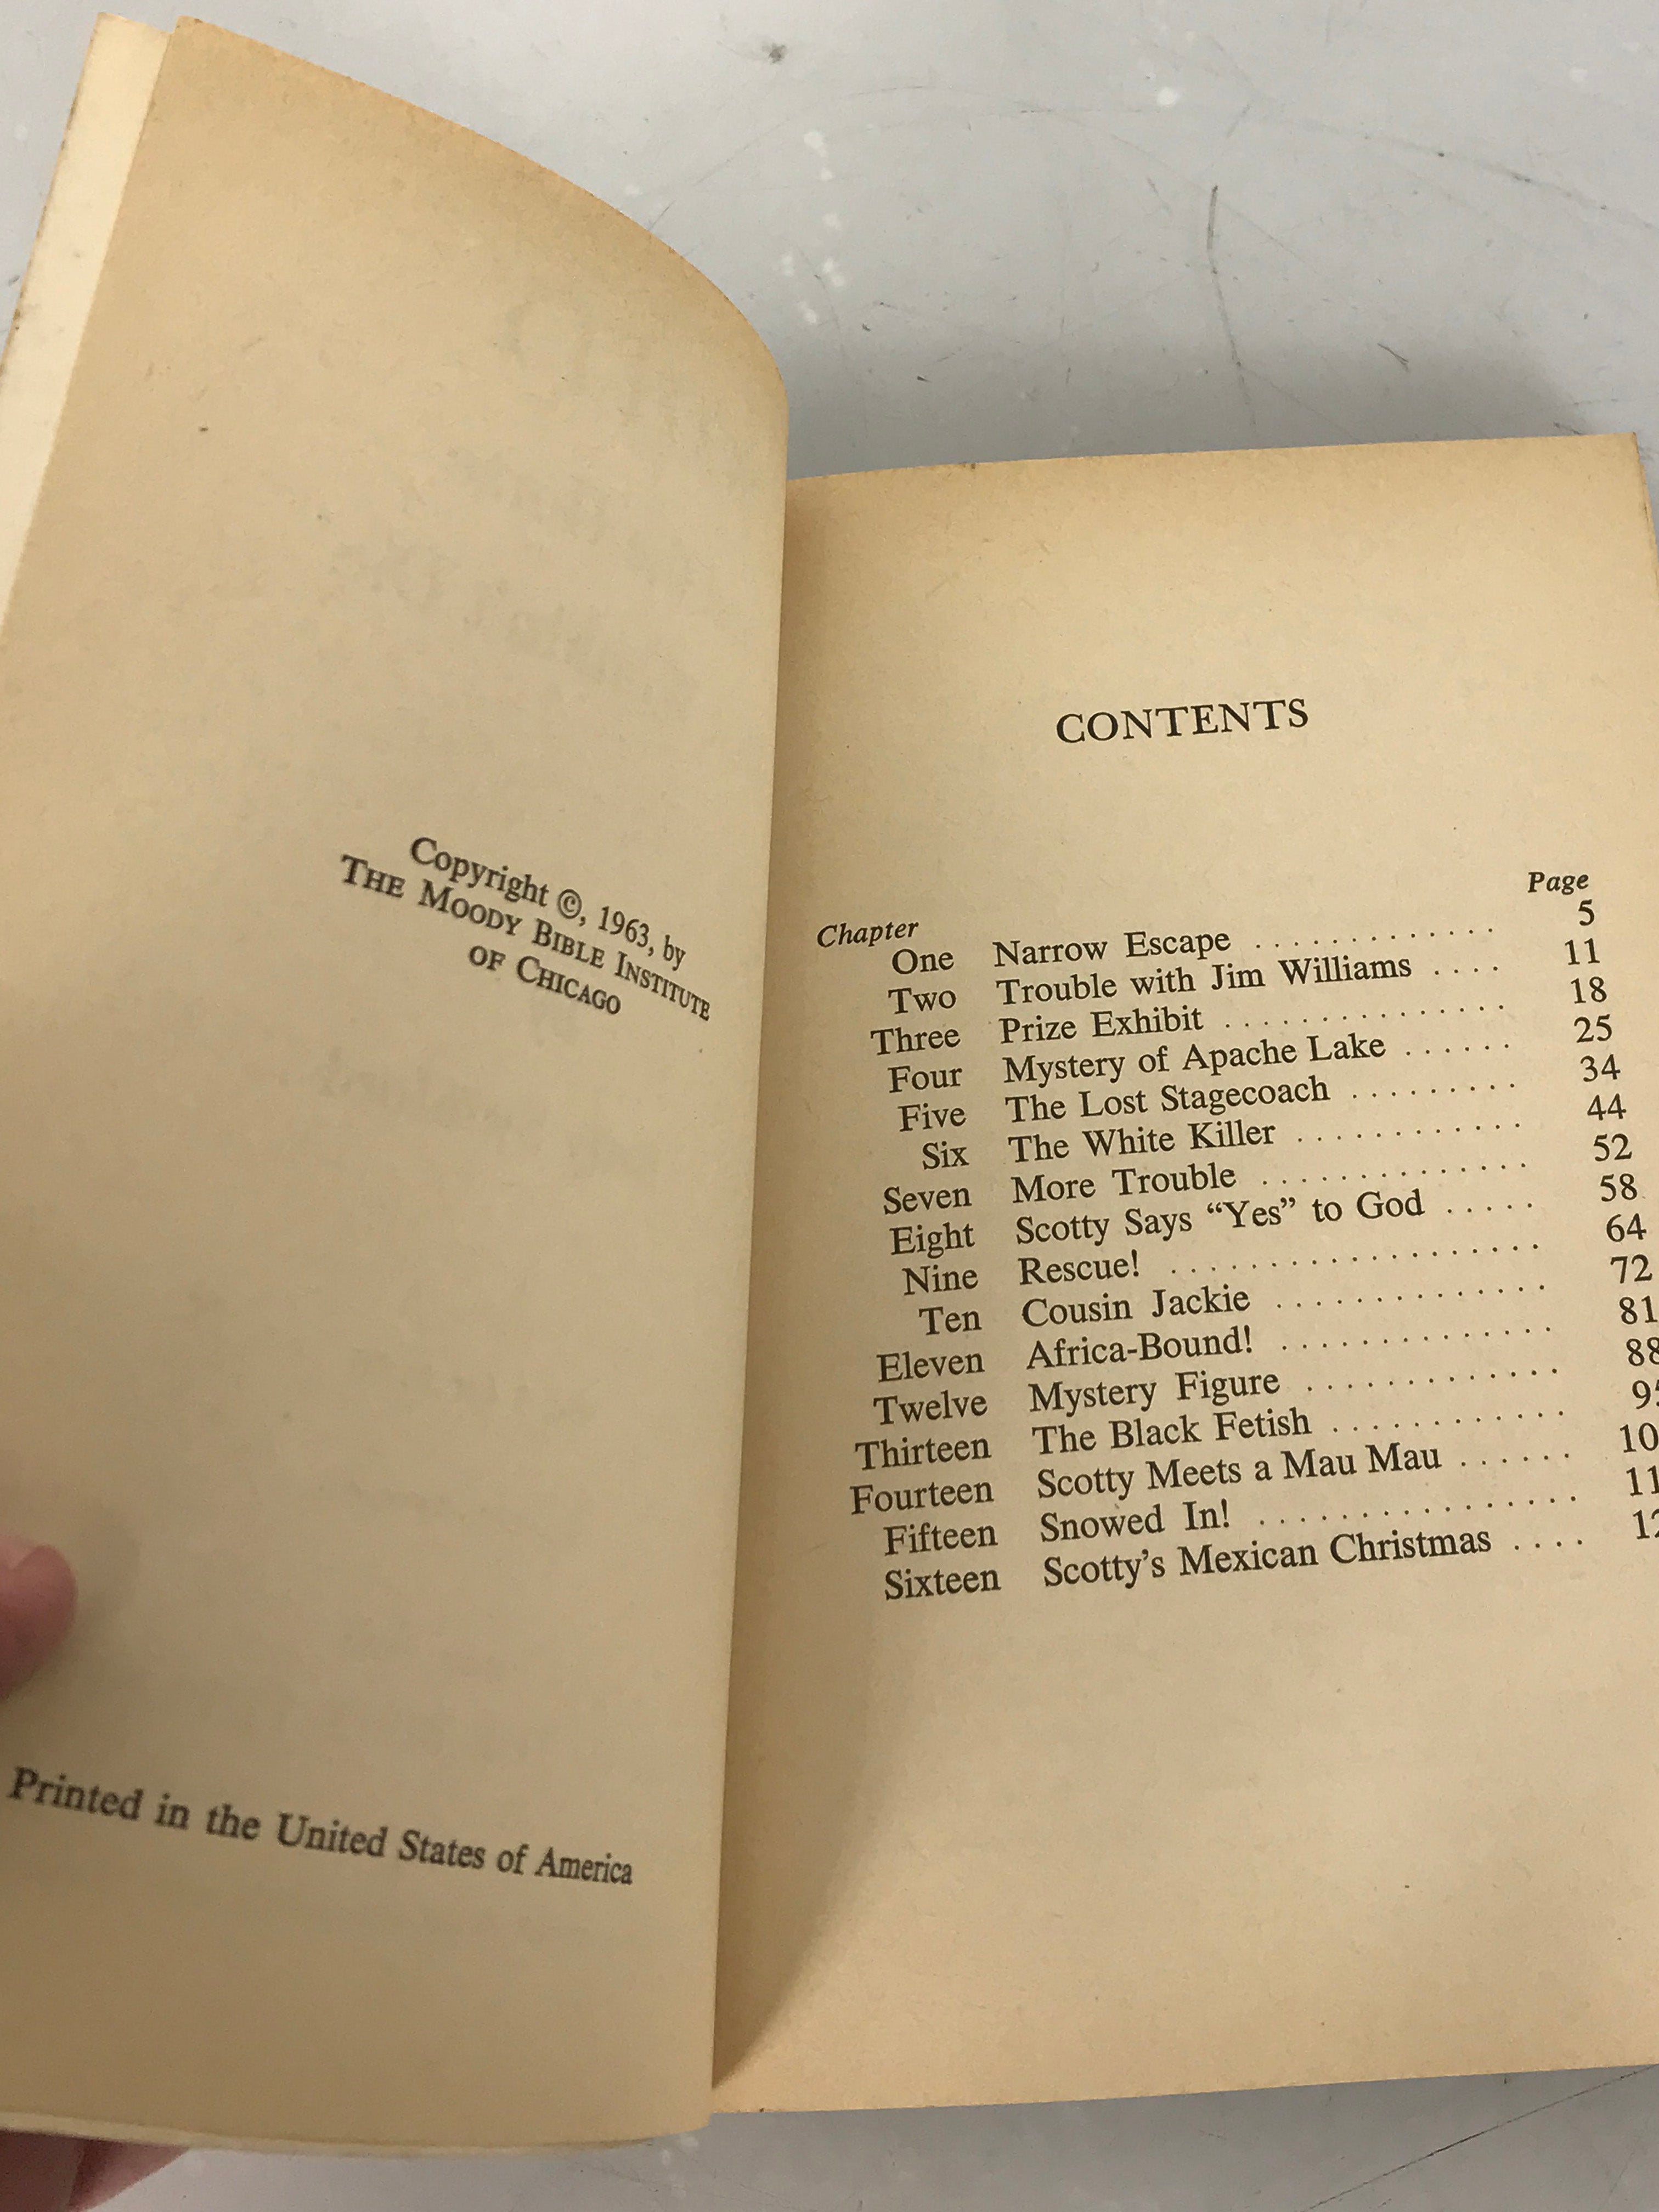 Copyright ©, 1963, by
THE MOODY BIBLE INSTITUTE
OF CHICAGO
Printed in the United States of America
CONTENTS
Chapter Page
One Narrow Escape . . . . . . . . . . . . . 5
Two Trouble with Jim Williams . . . . 11
Three Prize Exhibit . . . . . . . . . . . . . . . 18
Four Mystery of Apache Lake . . . . . . 25
Five The Lost Stagecoach . . . . . . . . . 34
Six The White Killer . . . . . . . . . . . . 44
Seven More Trouble . . . . . . . . . . . . . . 52
Eight Scotty Says “Yes” to God . . . . . 58
Nine Rescue! . . . . . . . . . . . . . . . . . . 64
Ten Cousin Jackie . . . . . . . . . . . . . . 72
Eleven Africa-Bound! . . . . . . . . . . . . . . 81
Twelve Mystery Figure . . . . . . . . . . . . . 88
Thirteen The Black Fetish . . . . . . . . . . . .
Fourteen Scotty Meets a Mau Mau . . . . . .
Fifteen Snowed In! . . . . . . . . . . . . . . . .
Sixteen Scotty’s Mexican Christmas . . . .